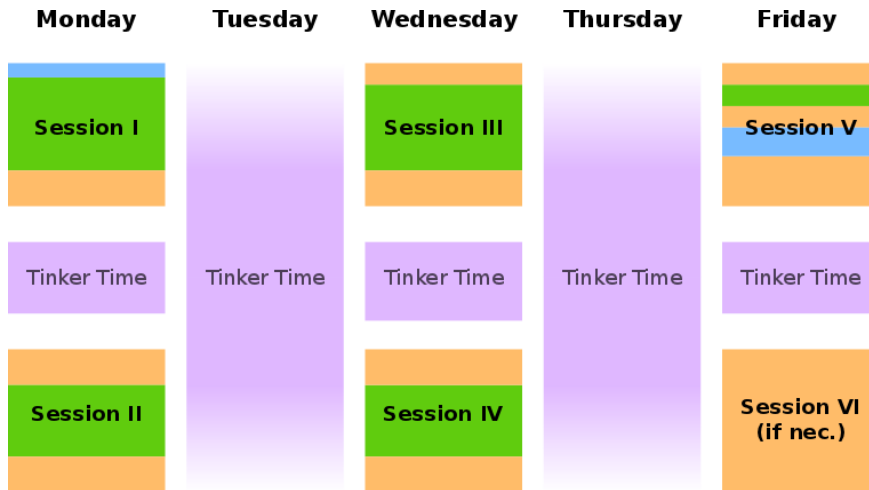 Monday Tuesday Wednesday Thursday Friday
Session I Session III Session V
Tinker Time Tinker Time Tinker Time Tinker Time Tinker Time
Session II Session IV Session VI
(if nec.)